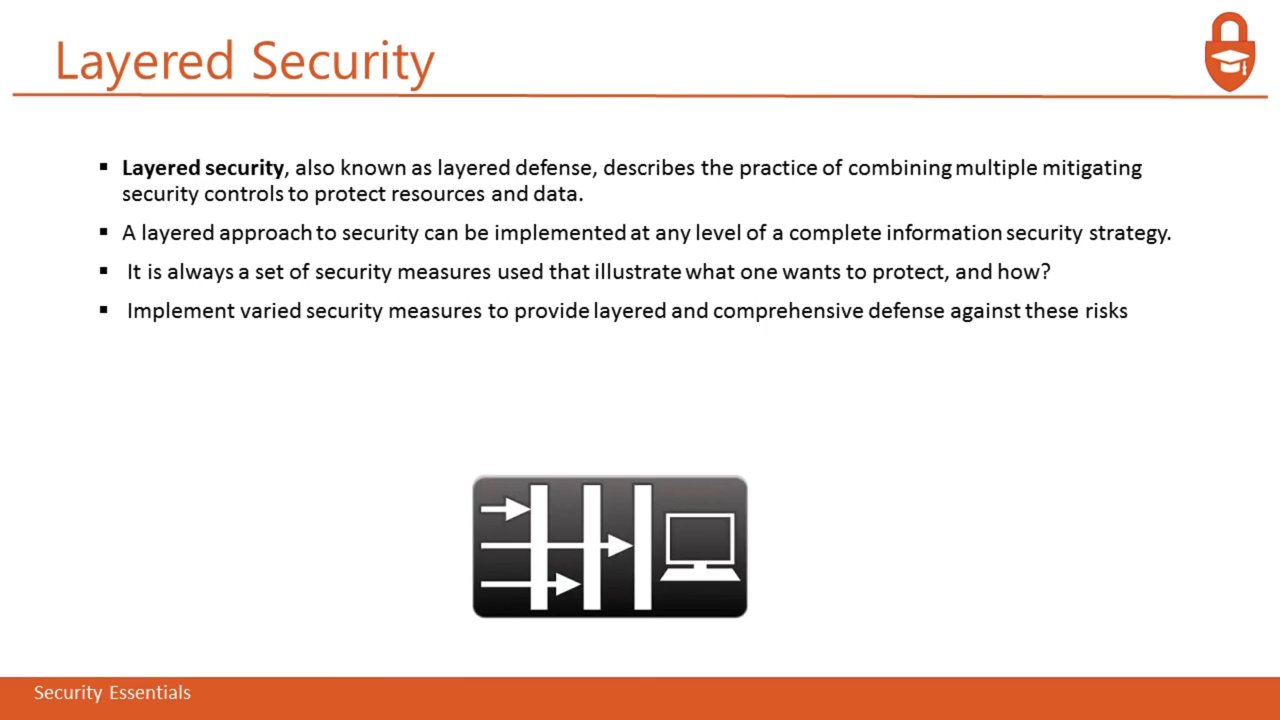 Layered Security
▪ Layered security, also known as layered defense, describes the practice of combining multiple mitigating
security controls to protect resources and data.
▪ A layered approach to security can be implemented at any level of a complete information security strategy.
▪ It is always a set of security measures used that illustrate what one wants to protect, and how?
▪ Implement varied security measures to provide layered and comprehensive defense against these risks
Security Essentials